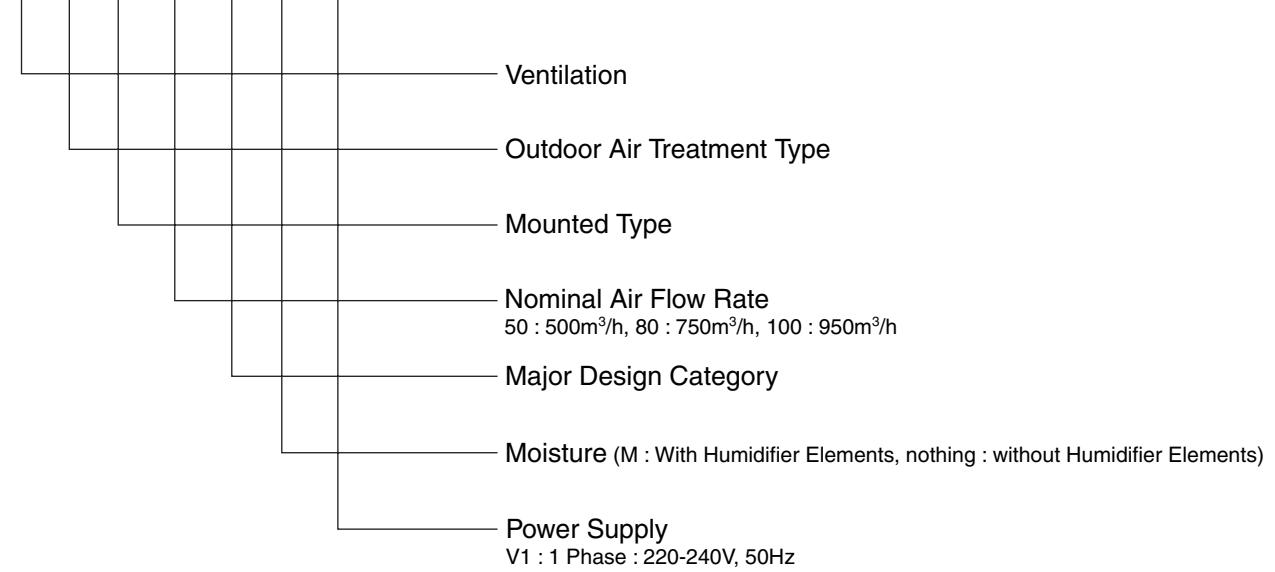 Ventilation
Outdoor Air Treatment Type
Mounted Type
Nominal Air Flow Rate
50 : 500m³/h, 80 : 750m³/h, 100 : 950m³/h
Major Design Category
Moisture (M : With Humidifier Elements, nothing : without Humidifier Elements)
Power Supply
V1 : 1 Phase : 220-240V, 50Hz